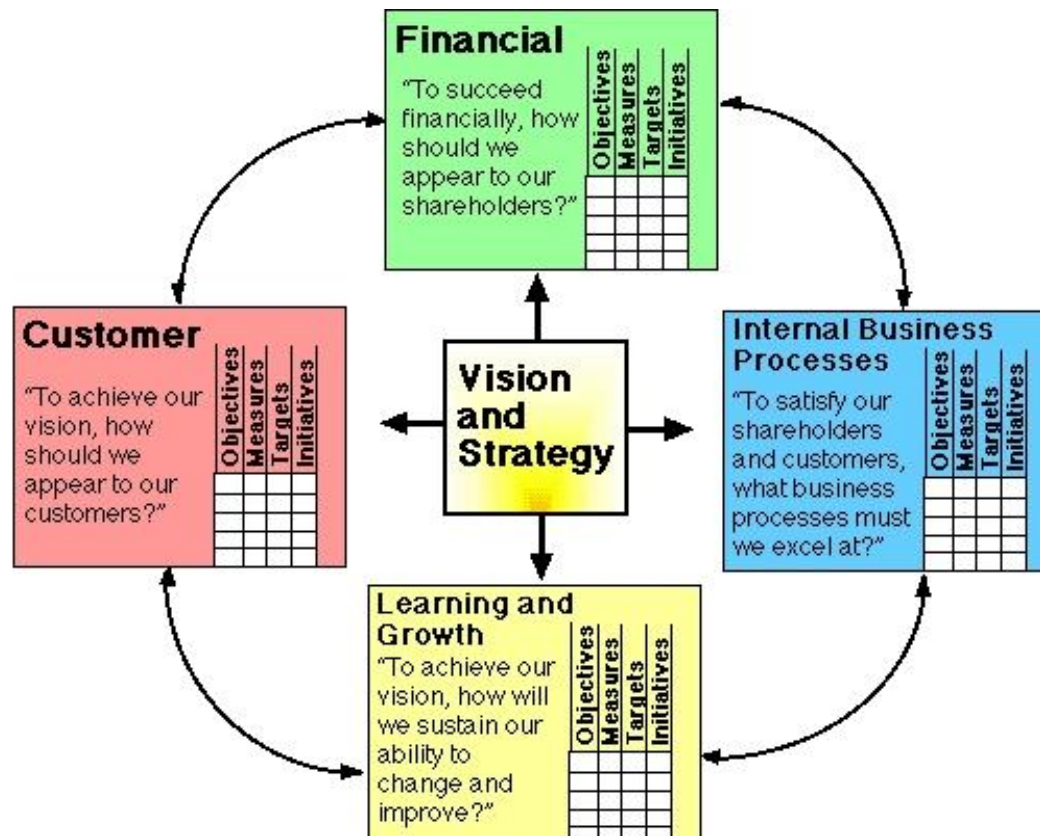 Financial
“To succeed
financially, how
should we
appear to our
shareholders?”
Objectives
Measures
Targets
Initiatives
Customer
“To achieve our
vision, how
should we
appear to our
customers?”
Objectives
Measures
Targets
Initiatives
Vision
and
Strategy
Internal Business
Processes
“To satisfy our
shareholders
and customers,
what business
processes must
we excel at?”
Objectives
Measures
Targets
Initiatives
Learning and
Growth
“To achieve our
vision, how will
we sustain our
ability to
change and
improve?”
Objectives
Measures
Targets
Initiatives